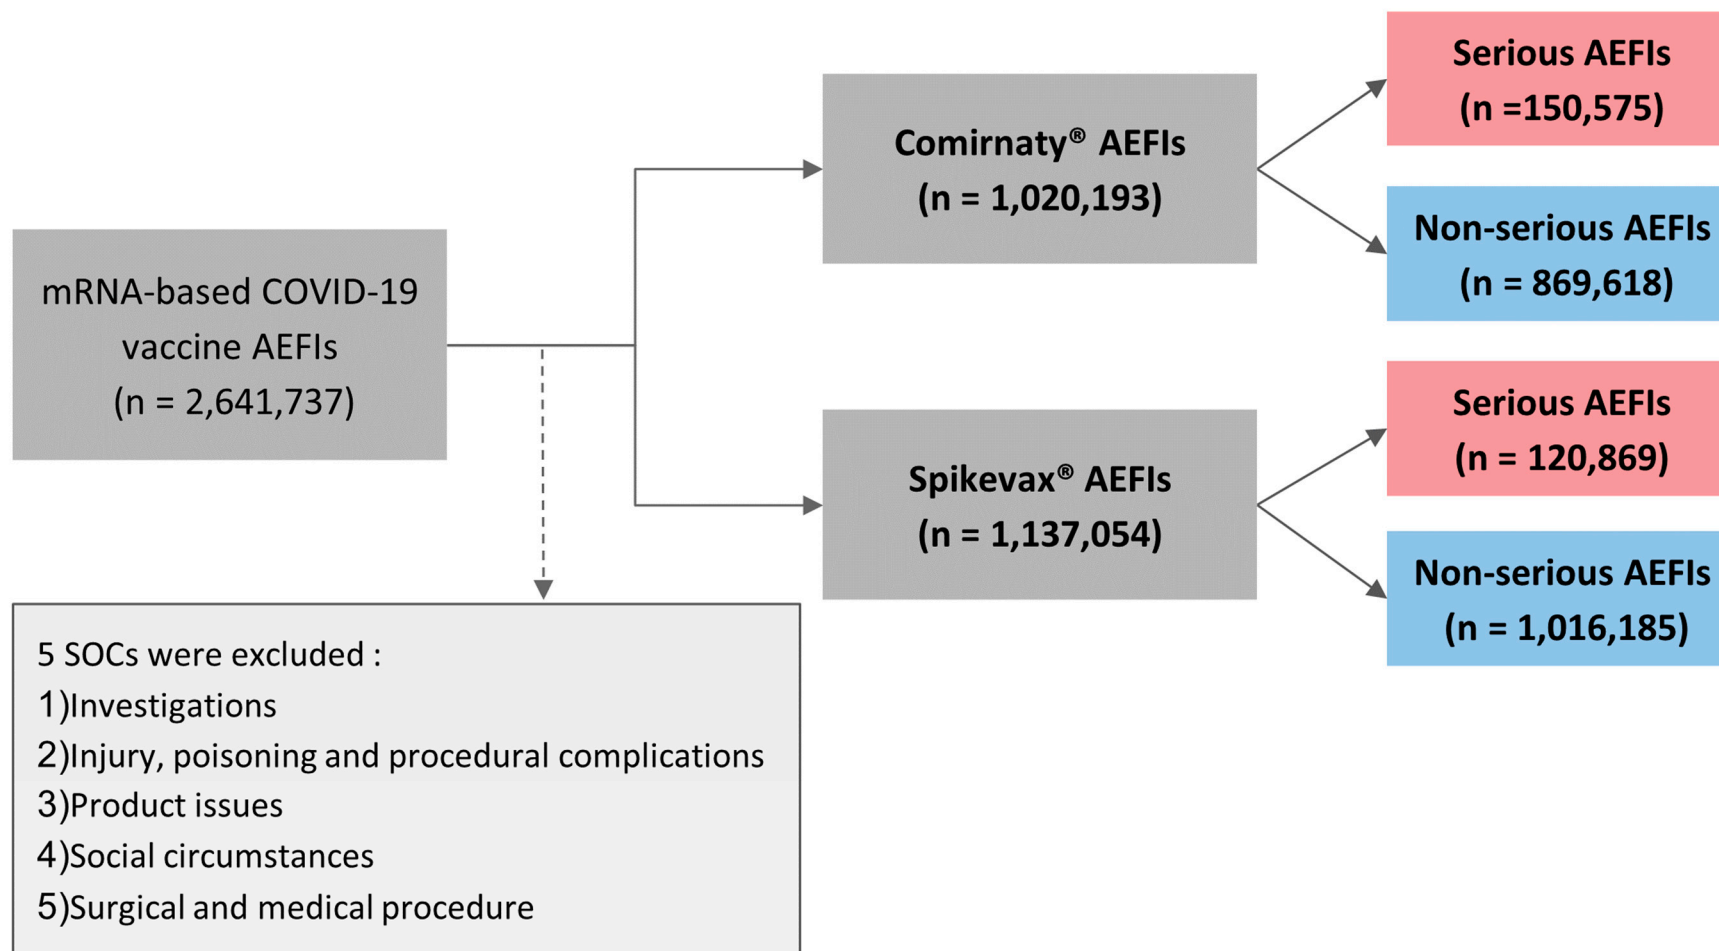 mRNA-based COVID-19
vaccine AEFIs
(n = 2,641,737)
5 SOCs were excluded :
1)Investigations
2)Injury, poisoning and procedural complications
3)Product issues
4)Social circumstances
5)Surgical and medical procedure
Comirnaty® AEFIs
(n = 1,020,193)
Spikevax® AEFIs
(n = 1,137,054)
Serious AEFIs
(n =150,575)
Non-serious AEFIs
(n = 869,618)
Serious AEFIs
(n = 120,869)
Non-serious AEFIs
(n = 1,016,185)